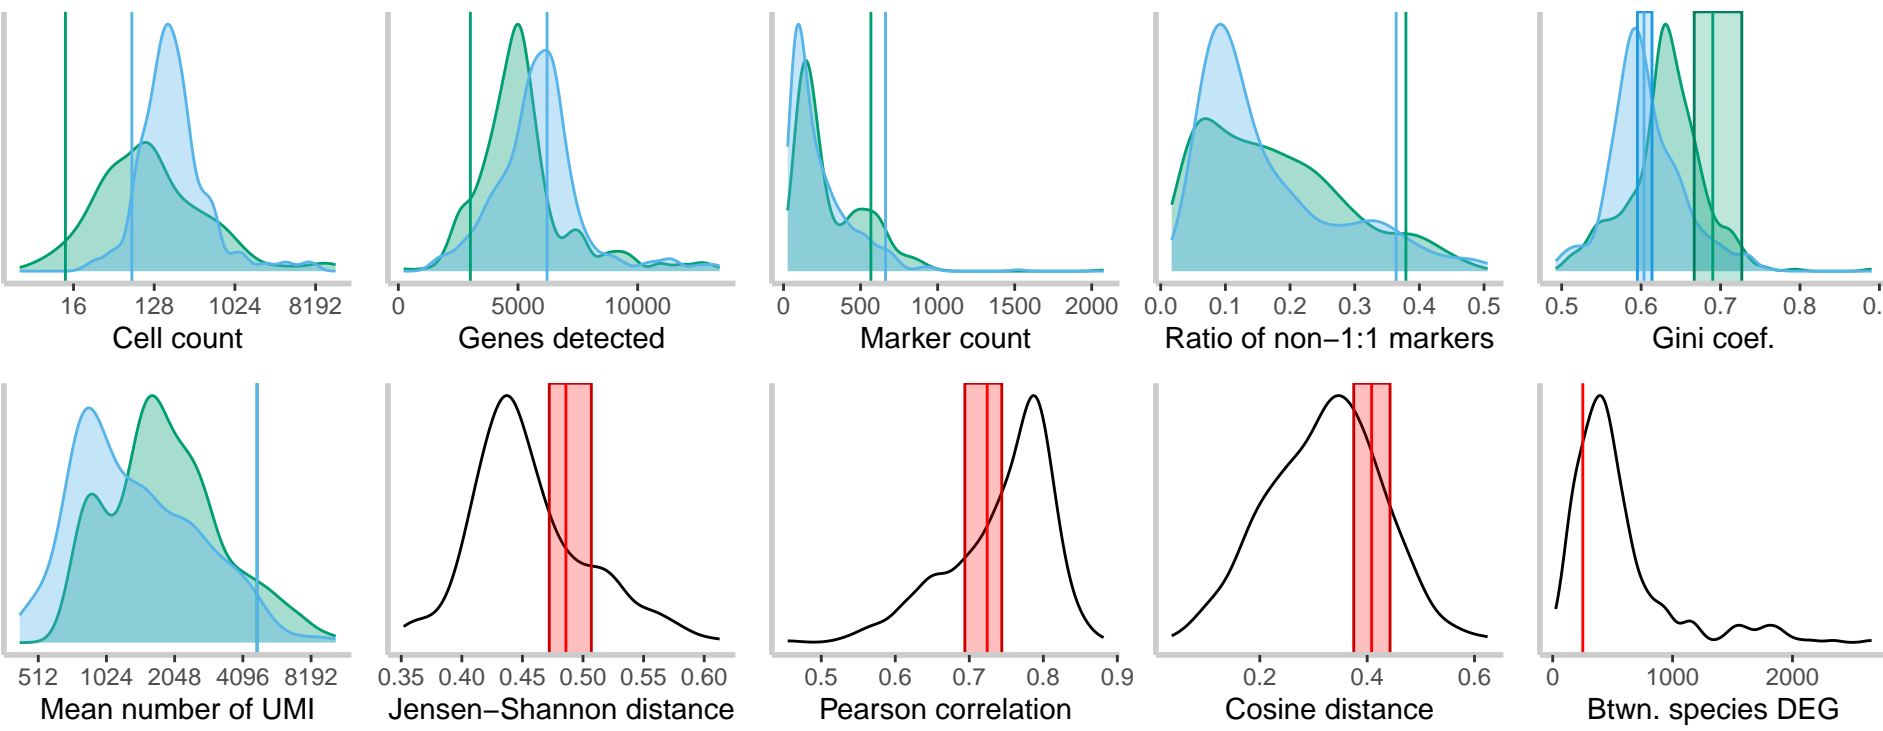 16 128 1024 8192
Cell count
0 5000 10000
Genes detected
0 500 1000 1500 2000
Marker count
0.0 0.1 0.2 0.3 0.4 0.5
Ratio of non−1:1 markers
0.5 0.6 0.7 0.8 0.
Gini coef.
512 1024 2048 4096 8192
Mean number of UMI
0.35 0.40 0.45 0.50 0.55 0.60
Jensen−Shannon distance
0.5 0.6 0.7 0.8 0.9
Pearson correlation
0.2 0.4 0.6
Cosine distance
0 1000 2000
Btwn. species DEG